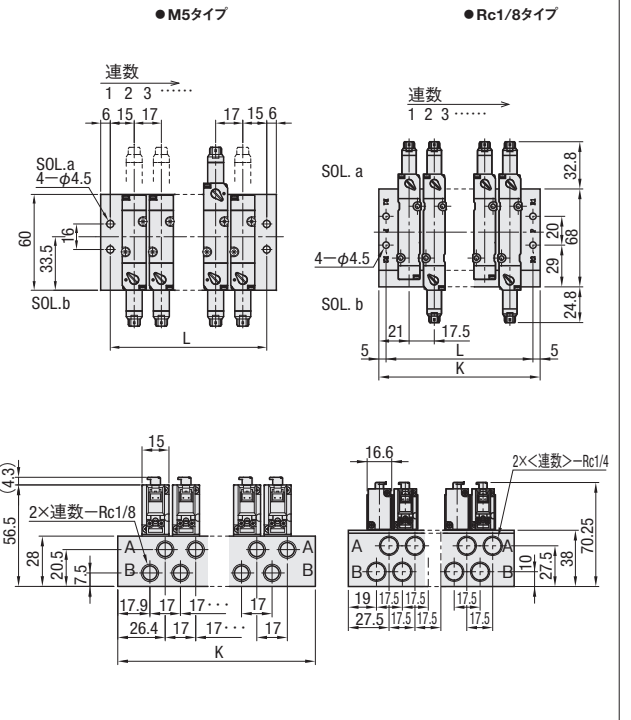 ●M5タイプ
●Rc1/8タイプ
連数
1 2 3 ……
6 15 17
17 15 6
SOL.a
4−φ4.5
60
33.5
16
SOL.b
L
連数
1 2 3 ……
SOL. a
4−φ4.5
SOL. b
32.8
20
68
29
24.8
21
17.5
5
L
5
K
15
(4.3)
56.5
2×連数−Rc1/8
28
20.5
7.5
A
A
B
B
17.9 17 17··· 17
26.4 17 17··· 17
K
16.6
2×<連数>−Rc1/4
A
A
B
B
10
27.5
38
70.25
19 17.5 17.5 17.5
27.5 17.5 17.5 17.5